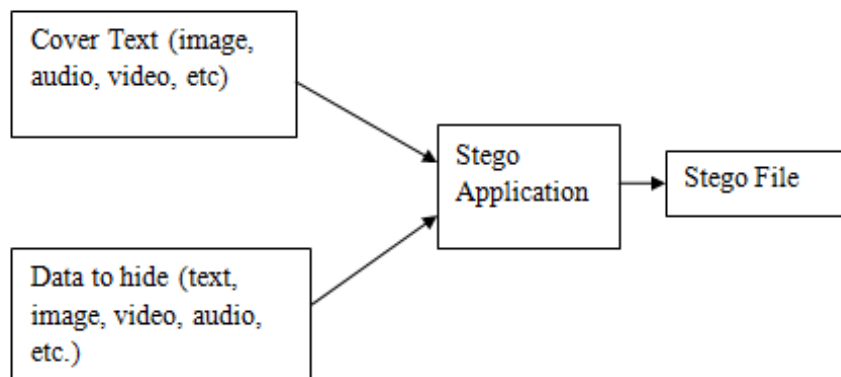 Cover Text (image,
audio, video, etc)
Stego
Application
Stego File
Data to hide (text,
image, video, audio,
etc.)